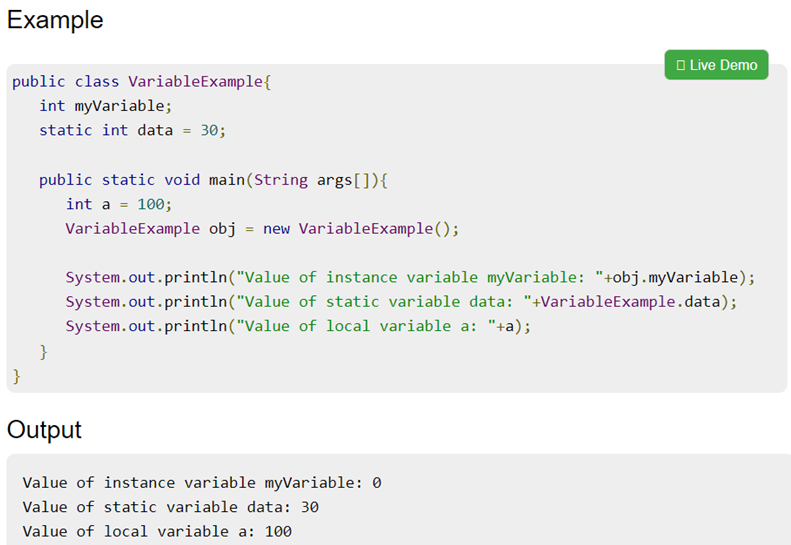 Example
Live Demo
public class VariableExample{
   int myVariable;
   static int data = 30;

   public static void main(String args[]){
      int a = 100;
      VariableExample obj = new VariableExample();

      System.out.println("Value of instance variable myVariable: "+obj.myVariable);
      System.out.println("Value of static variable data: "+VariableExample.data);
      System.out.println("Value of local variable a: "+a);
   }
}
Output
Value of instance variable myVariable: 0
Value of static variable data: 30
Value of local variable a: 100